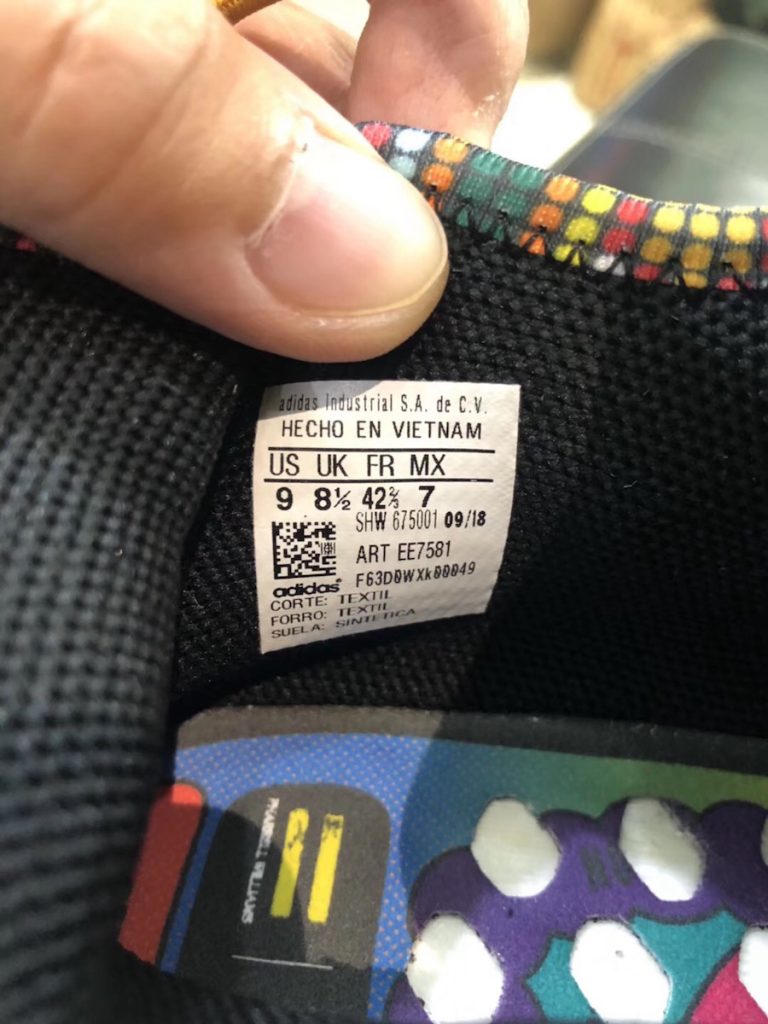 adidas Industrial S.A. de C.V.
HECHO EN VIETNAM
US UK FR MX
9 8½ 42⅔ 7
SHW 675001 09/18
ART EE7581
F63D0WXk00049
adidas®
CORTE: TEXTIL
FORRO: TEXTIL
SUELA: SINTETICA
PHARRELL WILLIAMS